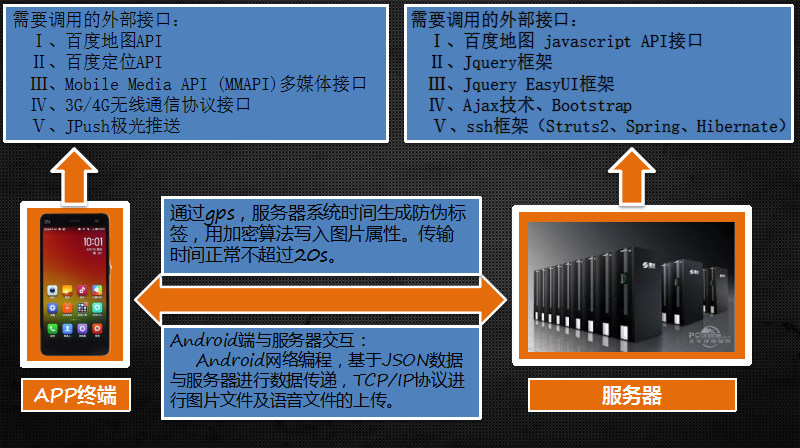 需要调用的外部接口:
Ⅰ、百度地图API
Ⅱ、百度定位API
Ⅲ、Mobile Media API (MMAPI)多媒体接口
Ⅳ、3G/4G无线通信协议接口
Ⅴ、JPush极光推送
需要调用的外部接口:
Ⅰ、百度地图 javascript API接口
Ⅱ、Jquery框架
Ⅲ、Jquery EasyUI框架
Ⅳ、Ajax技术、Bootstrap
Ⅴ、ssh框架（Struts2、Spring、Hibernate）
通过gps，服务器系统时间生成防伪标
签，用加密算法写入图片属性。传输
时间正常不超过20s。
10:01
PConline
Android端与服务器交互：
Android网络编程，基于JSON数据
与服务器进行数据传递，TCP/IP协议进
行图片文件及语音文件的上传。
APP终端
服务器